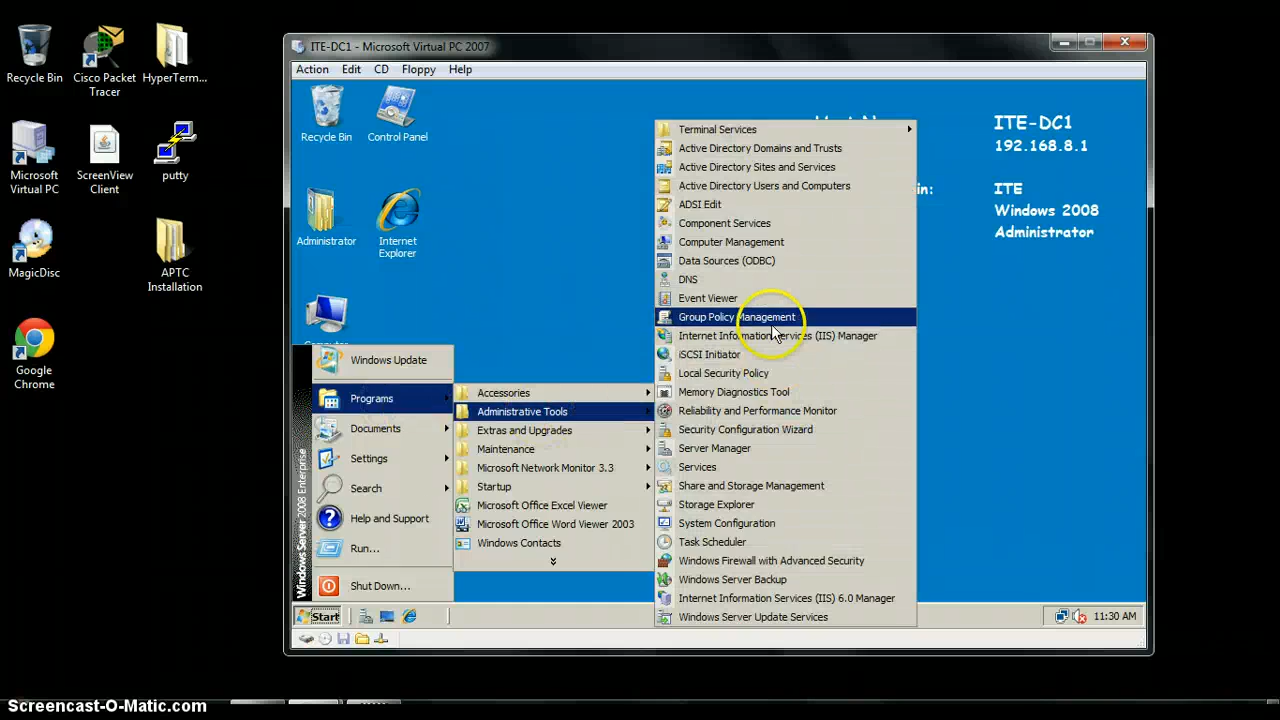 Recycle Bin
Cisco Packet
Tracer
HyperTerm...
Microsoft
Virtual PC
ScreenView
Client
putty
MagicDisc
APTC
Installation
Google
Chrome
ITE-DC1 - Microsoft Virtual PC 2007
Action Edit CD Floppy Help
Recycle Bin
Control Panel
Administrator
Internet
Explorer
ITE-DC1
192.168.8.1
ITE
Windows 2008
Administrator
Windows Server 2008 Enterprise
Windows Update
Programs
Documents
Settings
Search
Help and Support
Run...
Shut Down...
Accessories
Administrative Tools
Extras and Upgrades
Maintenance
Microsoft Network Monitor 3.3
Startup
Microsoft Office Excel Viewer
Microsoft Office Word Viewer 2003
Windows Contacts
Terminal Services
Active Directory Domains and Trusts
Active Directory Sites and Services
Active Directory Users and Computers
ADSI Edit
Component Services
Computer Management
Data Sources (ODBC)
DNS
Event Viewer
Group Policy Management
Internet Information Services (IIS) Manager
iSCSI Initiator
Local Security Policy
Memory Diagnostics Tool
Reliability and Performance Monitor
Security Configuration Wizard
Server Manager
Services
Share and Storage Management
Storage Explorer
System Configuration
Task Scheduler
Windows Firewall with Advanced Security
Windows Server Backup
Internet Information Services (IIS) 6.0 Manager
Windows Server Update Services
Start
11:30 AM
Screencast-O-Matic.com